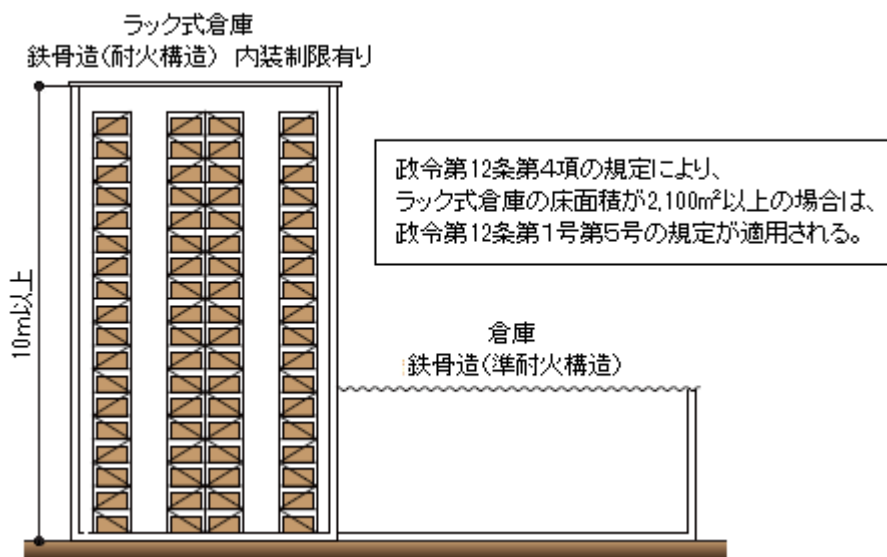 ラック式倉庫
鉄骨造(耐火構造) 内装制限有り
政令第12条第4項の規定により、
ラック式倉庫の床面積が2,100㎡以上の場合は、
政令第12条第1号第5号の規定が適用される。
10m以上
倉庫
鉄骨造(準耐火構造)